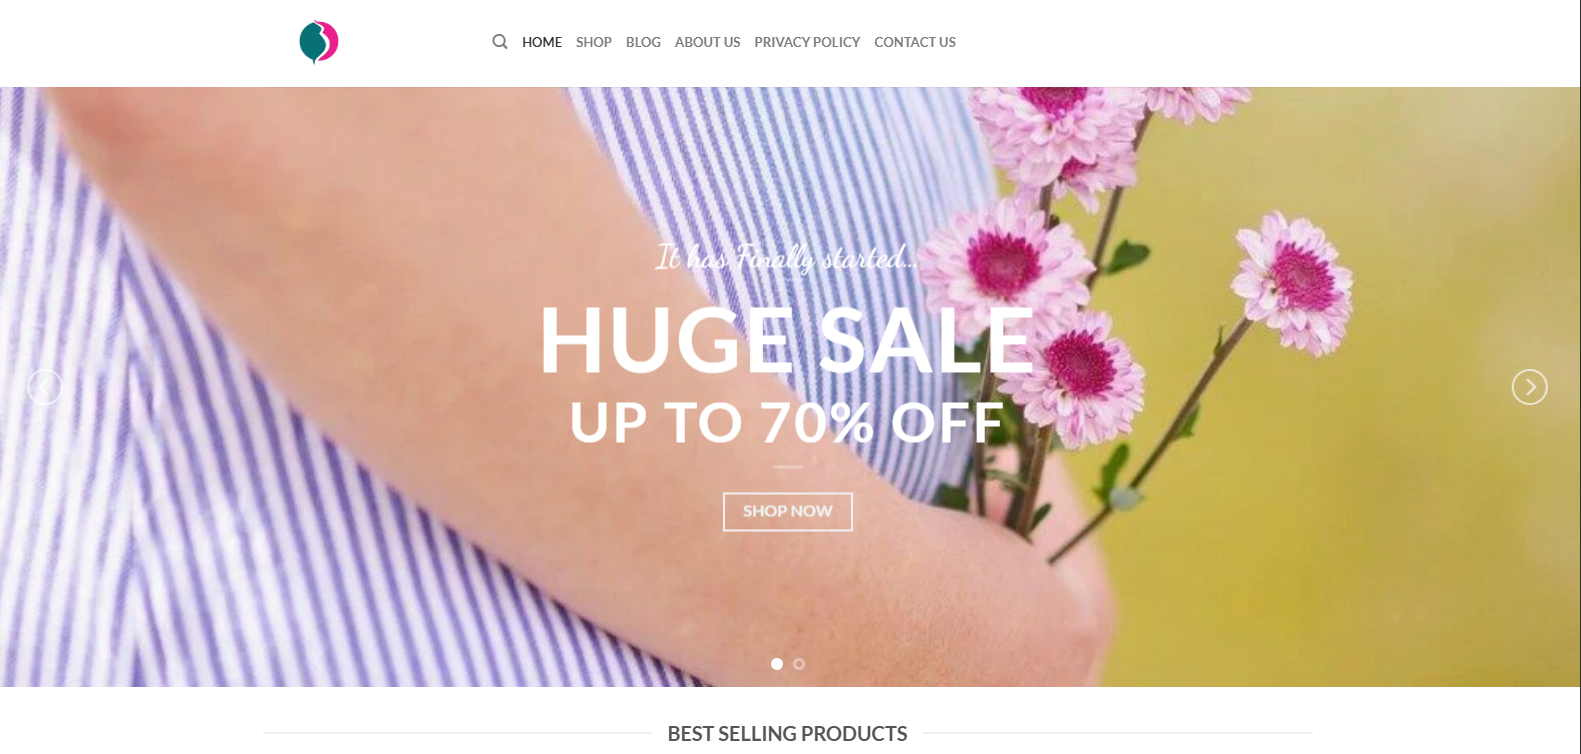 HOME SHOP BLOG ABOUT US PRIVACY POLICY CONTACT US
It has Finally started...
HUGE SALE
UP TO 70% OFF
SHOP NOW
BEST SELLING PRODUCTS